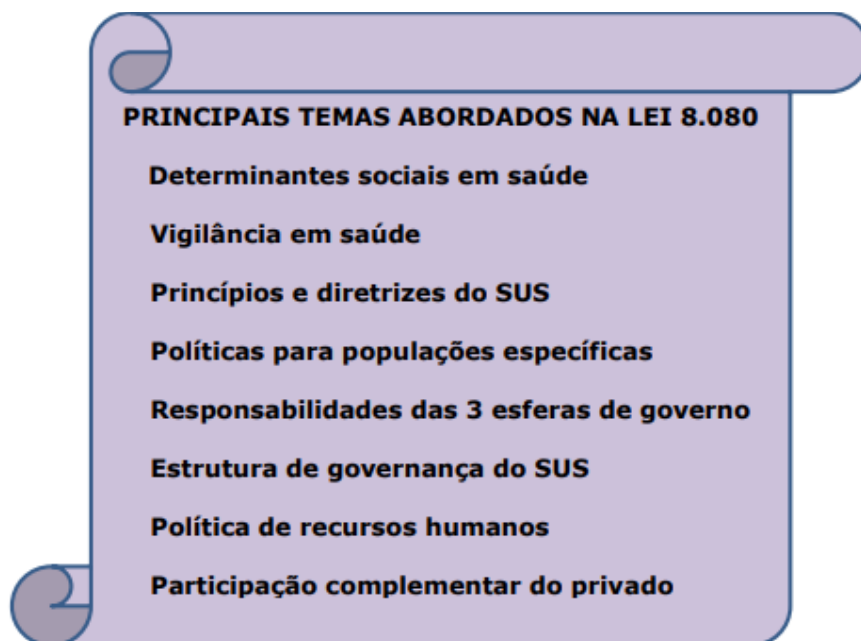 PRINCIPAIS TEMAS ABORDADOS NA LEI 8.080
Determinantes sociais em saúde
Vigilância em saúde
Princípios e diretrizes do SUS
Políticas para populações específicas
Responsabilidades das 3 esferas de governo
Estrutura de governança do SUS
Política de recursos humanos
Participação complementar do privado